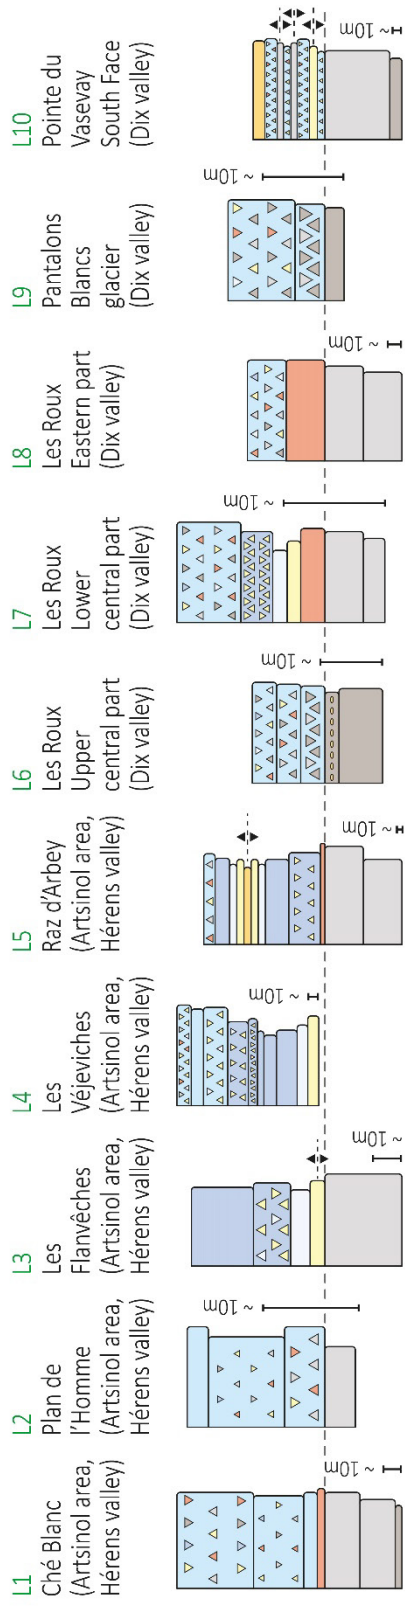 L1
Ché Blanc
(Artsinol area,
Hérens valley)
~ 10m
L2
Plan de
l'Homme
(Artsinol area,
Hérens valley)
~ 10m
L3
Les
Flanvêches
(Artsinol area,
Hérens valley)
~ 10m
L4
Les
Véjeviches
(Artsinol area,
Hérens valley)
~ 10m
L5
Raz d'Arbey
(Artsinol area,
Hérens valley)
~ 10m
L6
Les Roux
Upper
central part
(Dix valley)
~ 10m
L7
Les Roux
Lower
central part
(Dix valley)
~ 10m
L8
Les Roux
Eastern part
(Dix valley)
~ 10m
L9
Pantalons
Blancs
glacier
(Dix valley)
~ 10m
L10
Pointe du
Vasevay
South Face
(Dix valley)
~ 10m